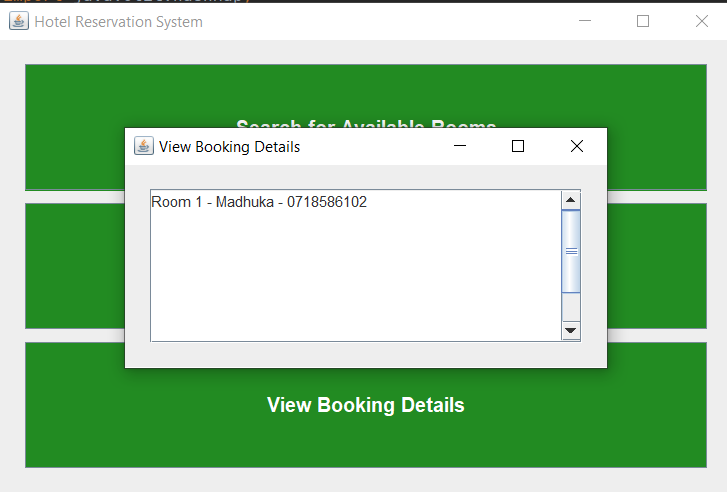 Hotel Reservation System
Search for Available Rooms
View Booking Details
Room 1 - Madhuka - 0718586102
View Booking Details